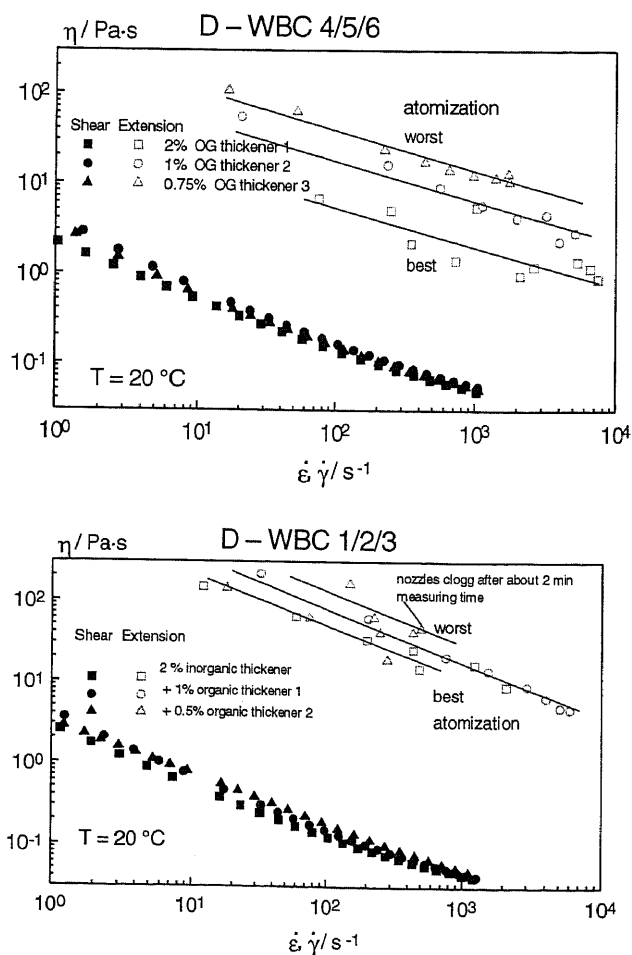 η / Pa·s D – WBC 4/5/6
10²
atomization
Shear Extension
worst
2% OG thickener 1
10¹
1% OG thickener 2
0.75% OG thickener 3
10⁰
best
10⁻¹
T = 20 °C
10⁰ 10¹ 10² 10³ 10⁴
ε̇, γ̇ / s⁻¹
η / Pa·s D – WBC 1/2/3
nozzles clogg after about 2 min
measuring time
10²
worst
Shear Extension
2 % inorganic thickener
10¹
+ 1% organic thickener 1
best
+ 0.5% organic thickener 2
atomization
10⁰
10⁻¹
T = 20 °C
10⁰ 10¹ 10² 10³ 10⁴
ε̇, γ̇ / s⁻¹